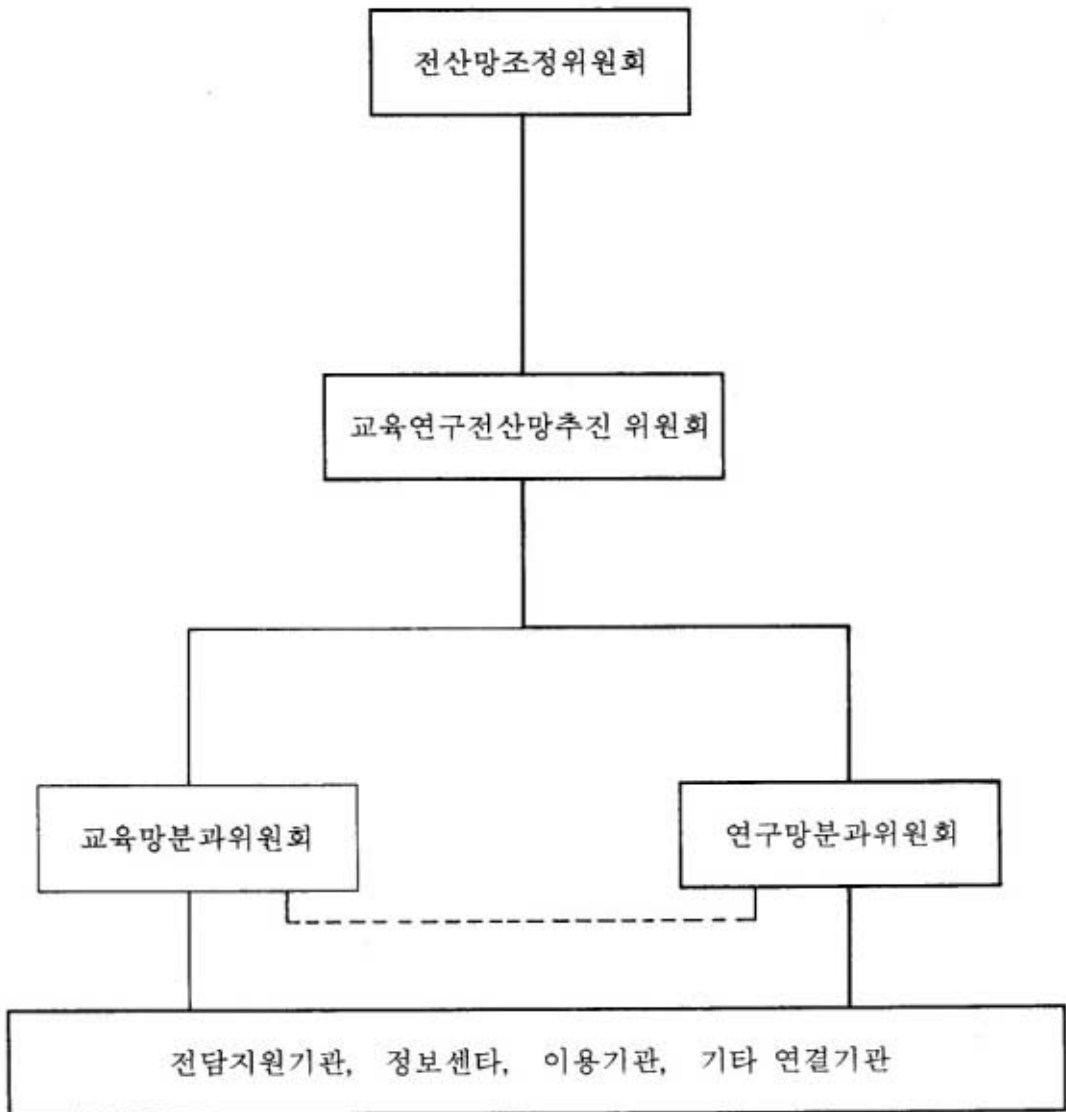 전산망조정위원회
교육연구전산망추진 위원회
교육망분과위원회
연구망분과위원회
전담지원기관, 정보센타, 이용기관, 기타 연결기관